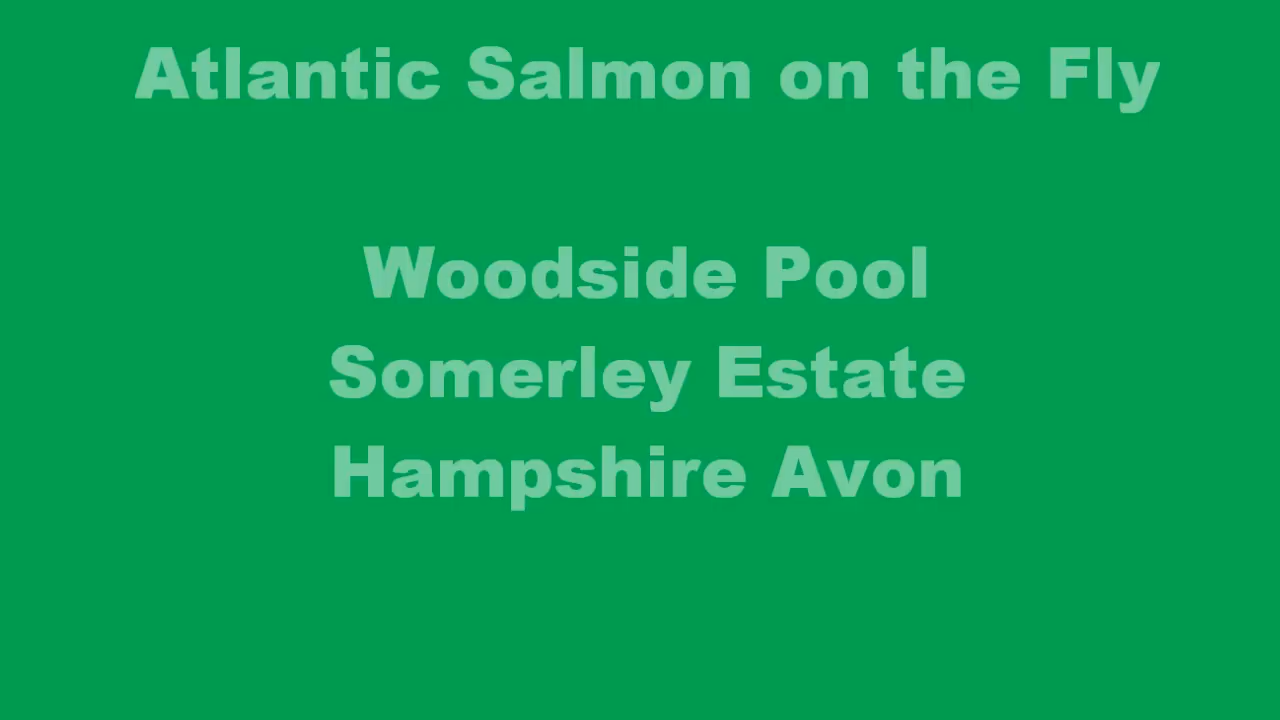 Atlantic Salmon on the Fly
Woodside Pool
Somerley Estate
Hampshire Avon